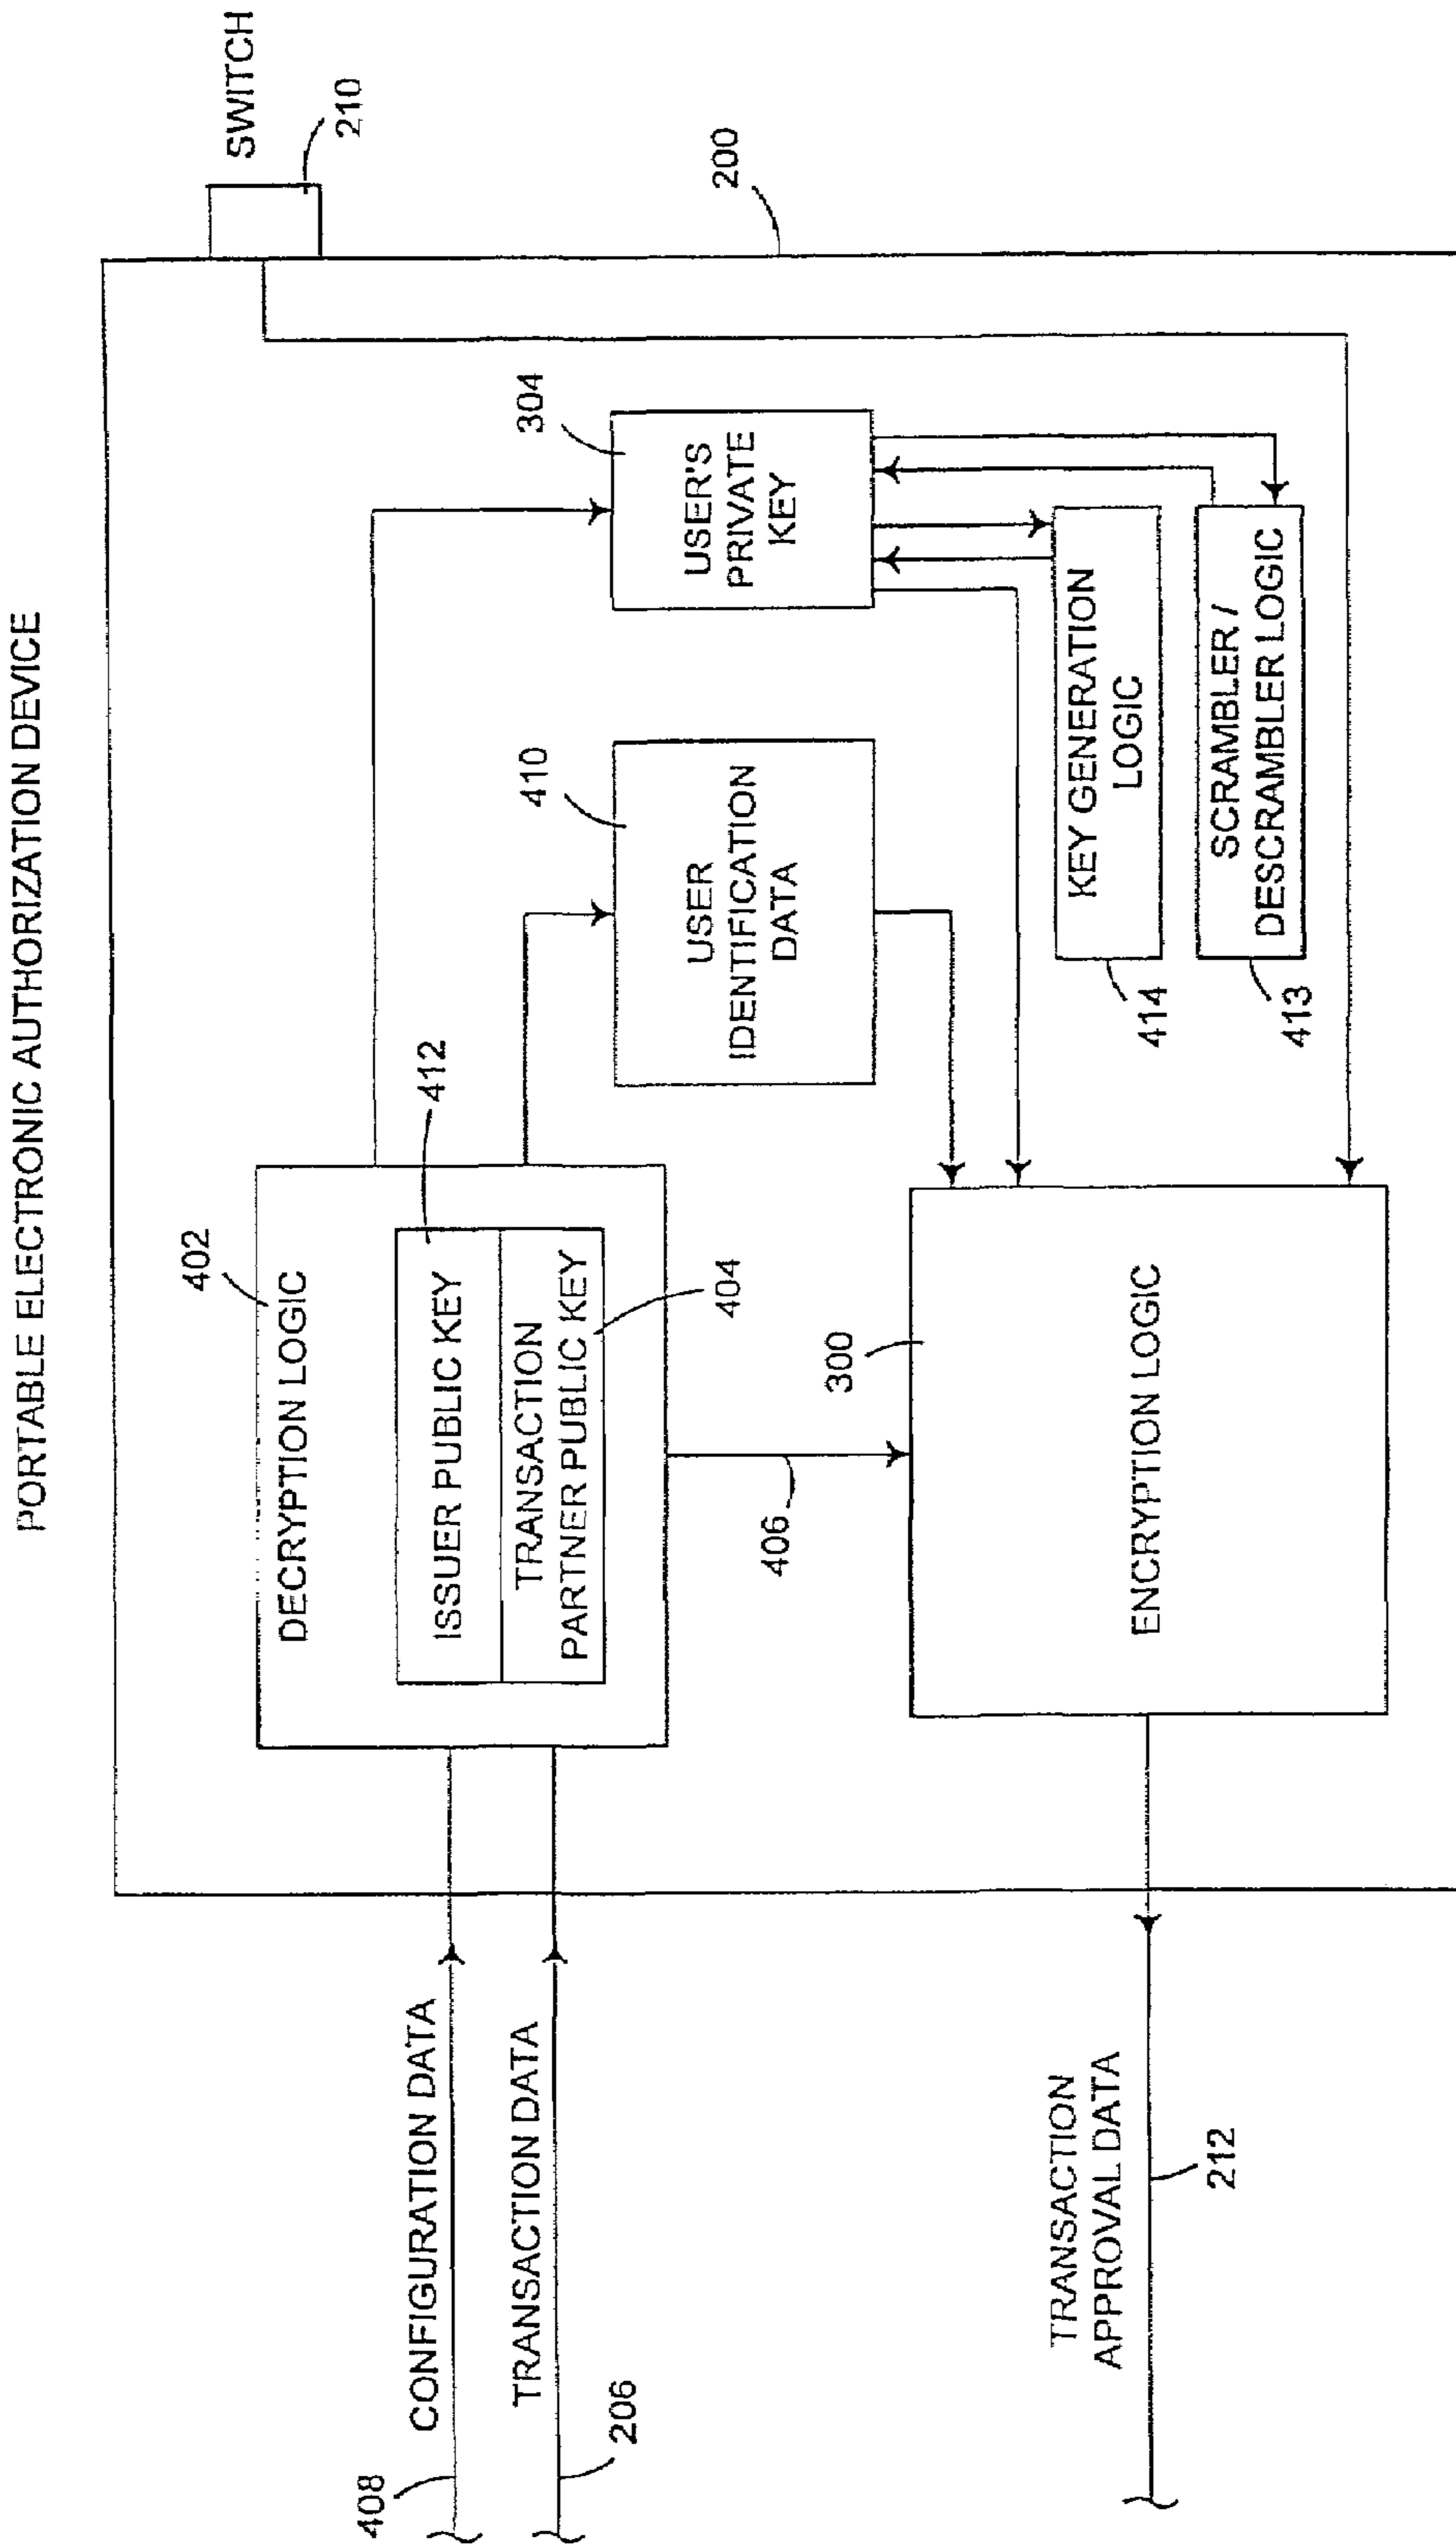 PORTABLE ELECTRONIC AUTHORIZATION DEVICE
SWITCH
210
200
402
DECRYPTION LOGIC
412
ISSUER PUBLIC KEY
TRANSACTION
PARTNER PUBLIC KEY
404
408
CONFIGURATION DATA
TRANSACTION DATA
206
410
USER
IDENTIFICATION
DATA
304
USER'S
PRIVATE
KEY
406
300
ENCRYPTION LOGIC
KEY GENERATION
LOGIC
414
SCRAMBLER /
DESCRAMBLER LOGIC
413
TRANSACTION
APPROVAL DATA
212